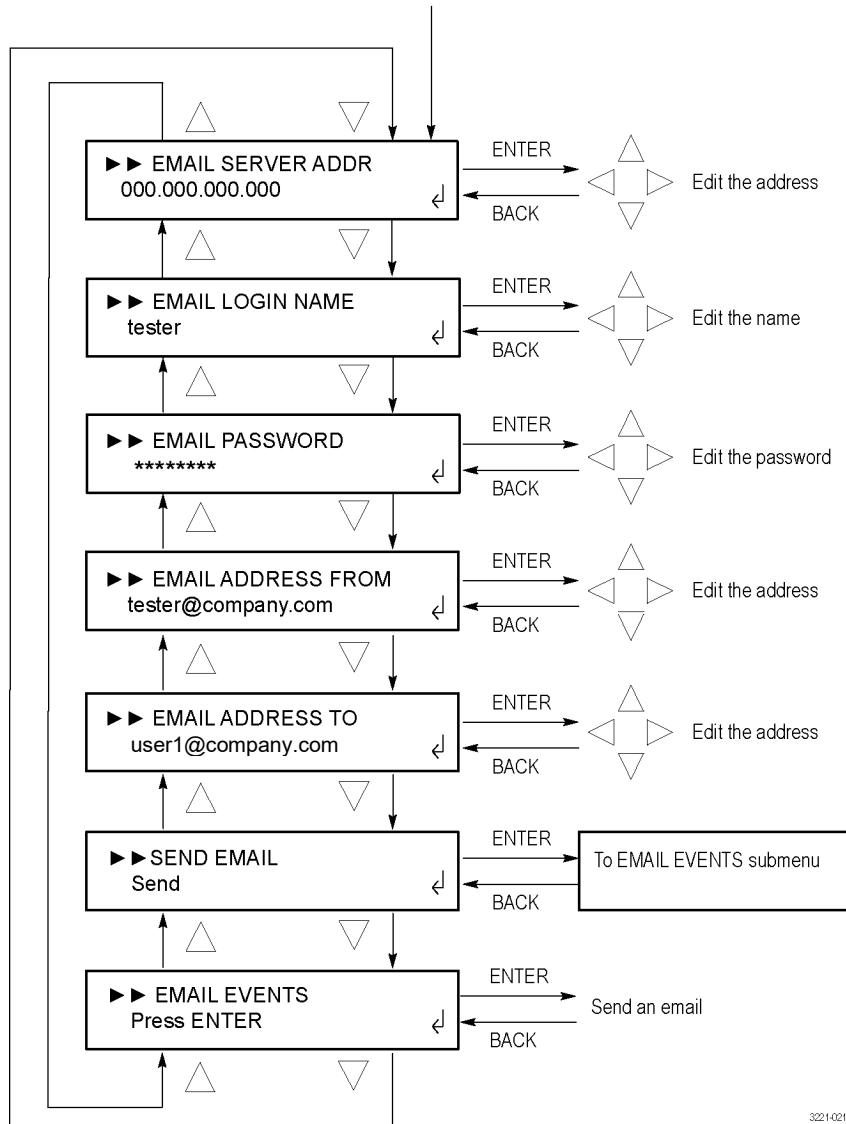 ►► EMAIL SERVER ADDR
000.000.000.000
ENTER
BACK
Edit the address
►► EMAIL LOGIN NAME
tester
ENTER
BACK
Edit the name
►► EMAIL PASSWORD
********
ENTER
BACK
Edit the password
►► EMAIL ADDRESS FROM
tester@company.com
ENTER
BACK
Edit the address
►► EMAIL ADDRESS TO
user1@company.com
ENTER
BACK
Edit the address
►►SEND EMAIL
Send
ENTER
BACK
To EMAIL EVENTS submenu
►► EMAIL EVENTS
Press ENTER
ENTER
BACK
Send an email
3221-021